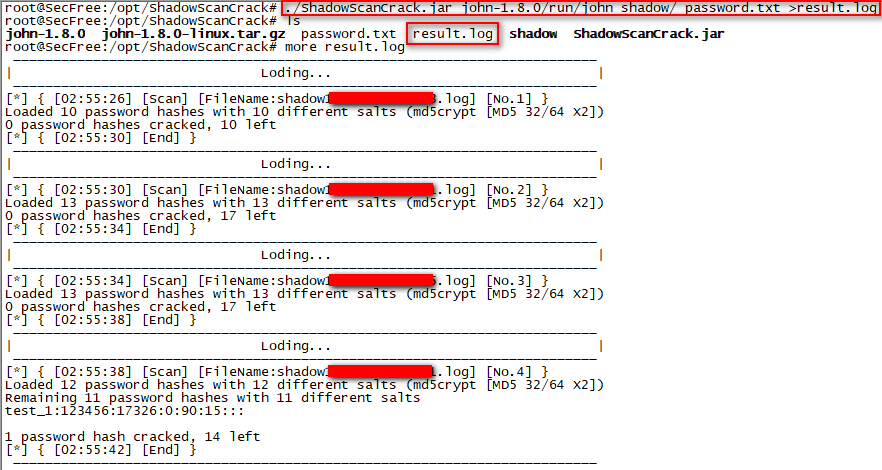 root@SecFree:/opt/ShadowScanCrack# ./ShadowScanCrack.jar john-1.8.0/run/john shadow/ password.txt >result.log
root@SecFree:/opt/ShadowScanCrack# ls
john-1.8.0 john-1.8.0-linux.tar.gz password.txt result.log shadow ShadowScanCrack.jar
root@SecFree:/opt/ShadowScanCrack# more result.log
| Loding... |
[*] { [02:55:26] [Scan] [FileName:shadow .log] [No.1] }
Loaded 10 password hashes with 10 different salts (md5crypt [MD5 32/64 X2])
0 password hashes cracked, 10 left
[*] { [02:55:30] [End] }
| Loding... |
[*] { [02:55:30] [Scan] [FileName:shadow .log] [No.2] }
Loaded 13 password hashes with 13 different salts (md5crypt [MD5 32/64 X2])
0 password hashes cracked, 17 left
[*] { [02:55:34] [End] }
| Loding... |
[*] { [02:55:34] [Scan] [FileName:shadow .log] [No.3] }
Loaded 13 password hashes with 13 different salts (md5crypt [MD5 32/64 X2])
0 password hashes cracked, 17 left
[*] { [02:55:38] [End] }
| Loding... |
[*] { [02:55:38] [Scan] [FileName:shadow .log] [No.4] }
Loaded 12 password hashes with 12 different salts (md5crypt [MD5 32/64 X2])
Remaining 11 password hashes with 11 different salts
test_1:123456:17326:0:90:15:::
1 password hash cracked, 14 left
[*] { [02:55:42] [End] }